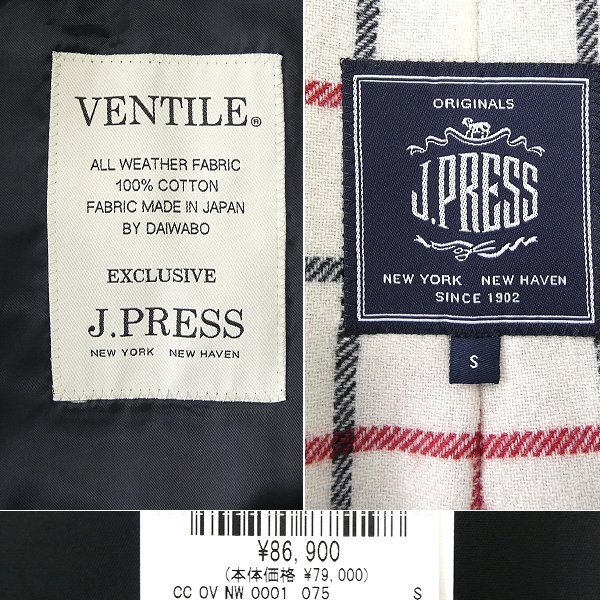 VENTILE®
ALL WEATHER FABRIC
100% COTTON
FABRIC MADE IN JAPAN
BY DAIWABO
EXCLUSIVE
J.PRESS
NEW YORK NEW HAVEN
ORIGINALS
J.PRESS
NEW YORK NEW HAVEN
SINCE 1902
S
¥86,900
(本体価格 ¥79,000)
CC OV NW 0001 075 S